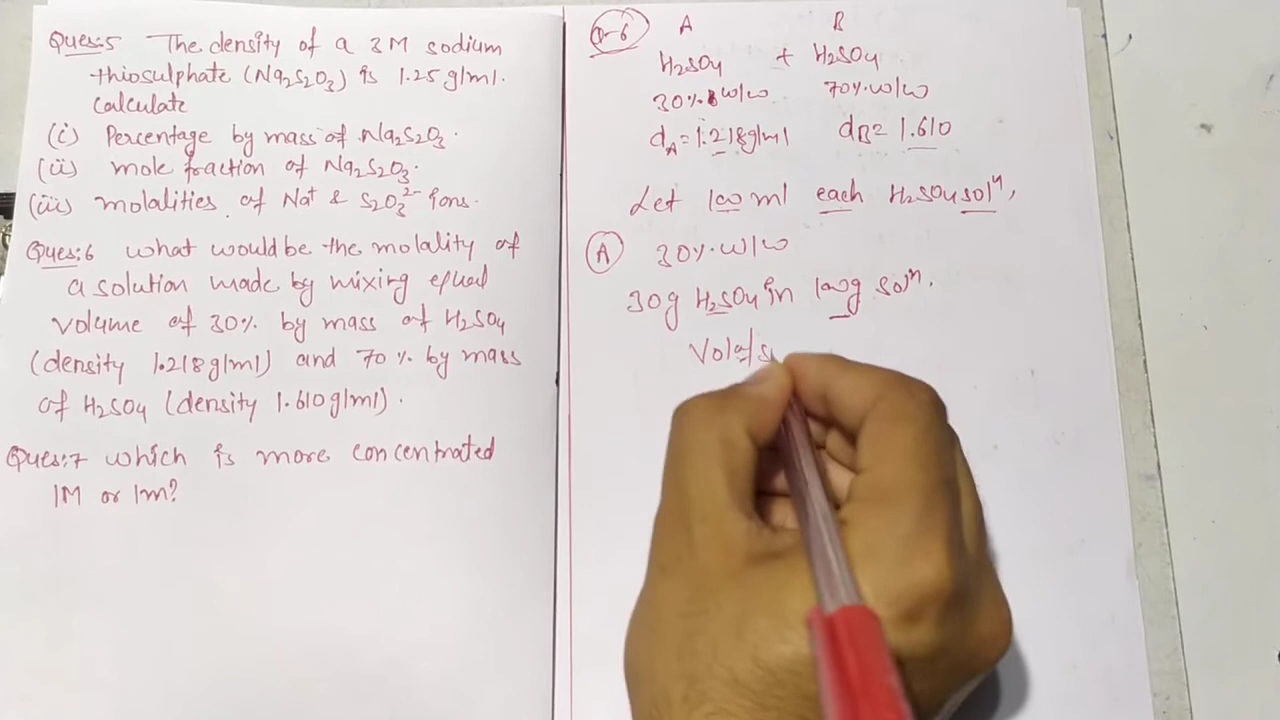 Ques:5 The density of a 3M sodium
thiosulphate (Na2S2O3) is 1.25 g/ml.
Calculate
(i) Percentage by mass of Na2S2O3.
(ii) mole fraction of Na2S2O3.
(iii) molalities of Na+ & S2O3 2- ions.
Ques:6 what would be the molality of
a solution made by mixing equal
volume of 30% by mass of H2SO4
(density 1.218 g/ml) and 70% by mass
of H2SO4 (density 1.610 g/ml).
Ques:7 which is more concentrated
1M or 1m?
Q-6 A B
H2SO4 + H2SO4
30% w/w 70% w/w
dA = 1.218 g/ml dB = 1.610
Let 100 ml each H2SO4 soln,
A 30% w/w
30g H2SO4 in 100g soln.
Vol of